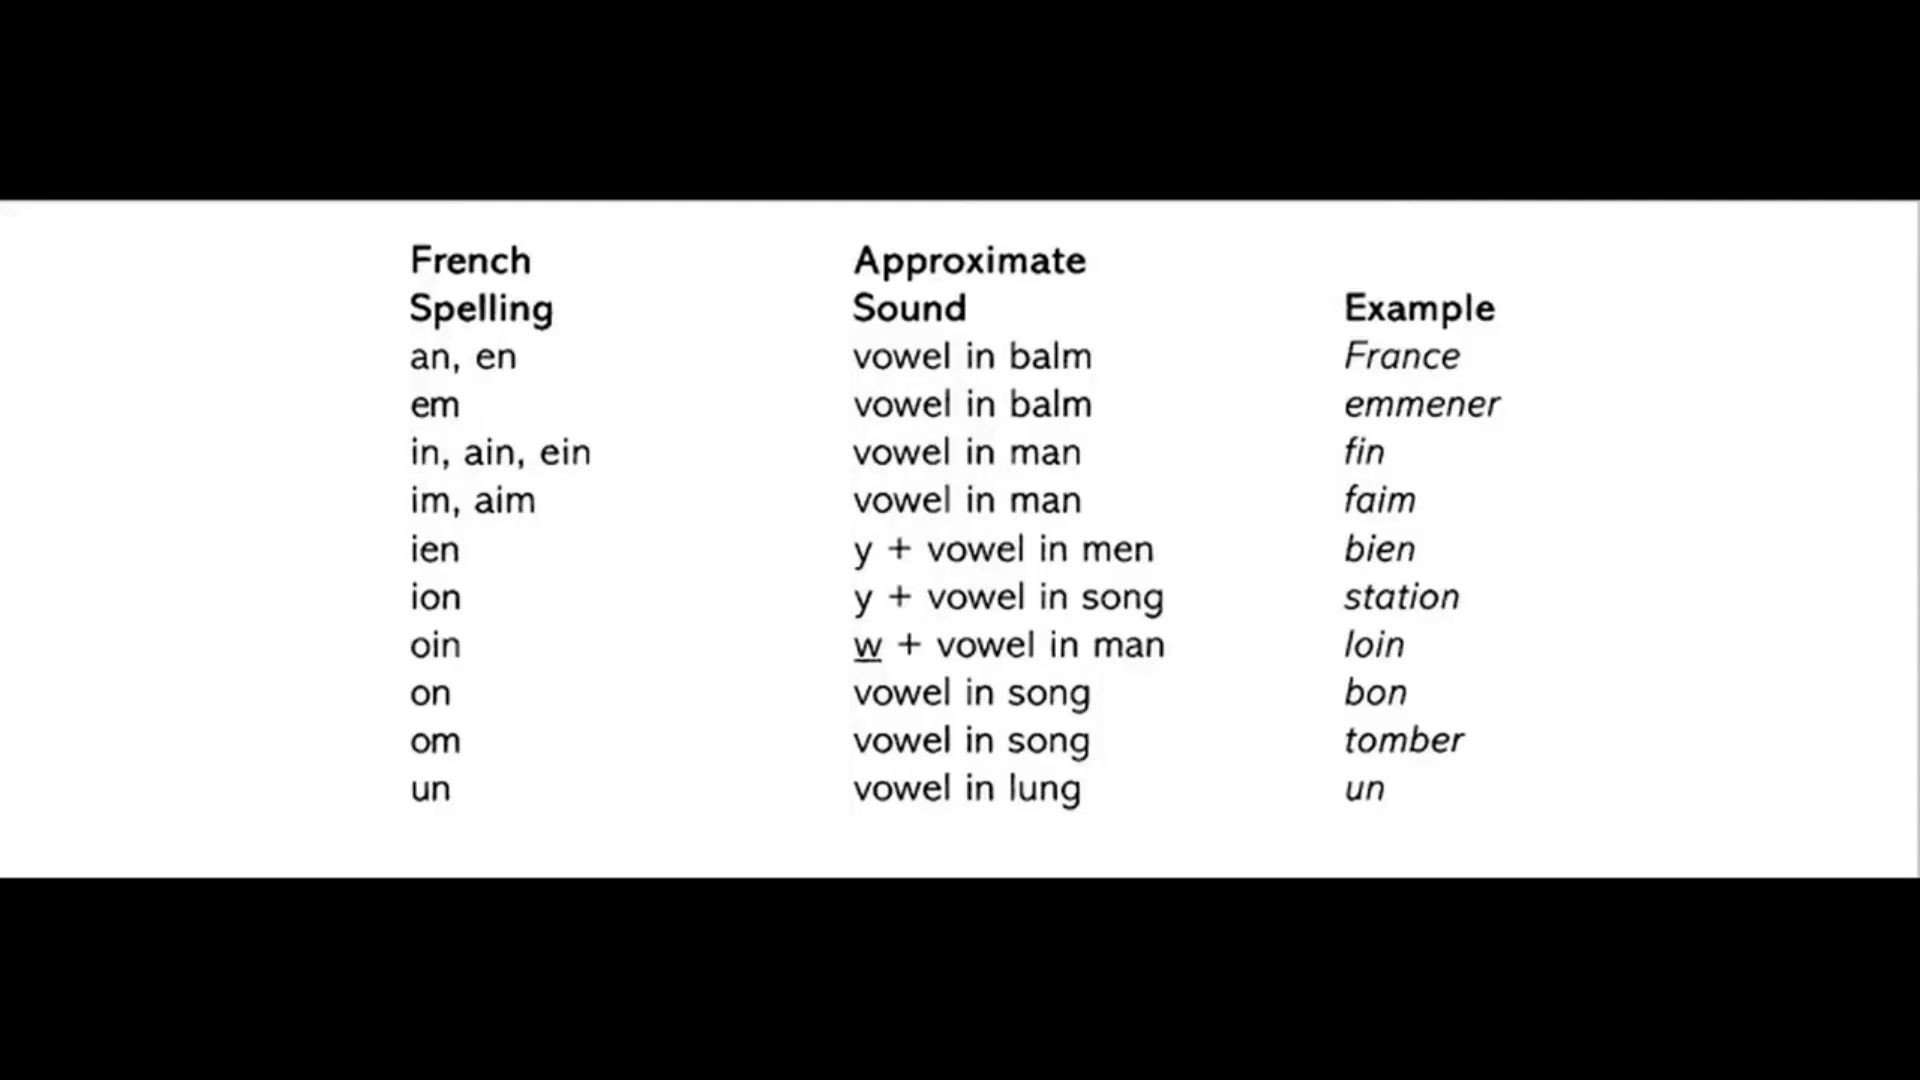 French Approximate
Spelling Sound Example
an, en vowel in balm France
em vowel in balm emmener
in, ain, ein vowel in man fin
im, aim vowel in man faim
ien y + vowel in men bien
ion y + vowel in song station
oin w + vowel in man loin
on vowel in song bon
om vowel in song tomber
un vowel in lung un